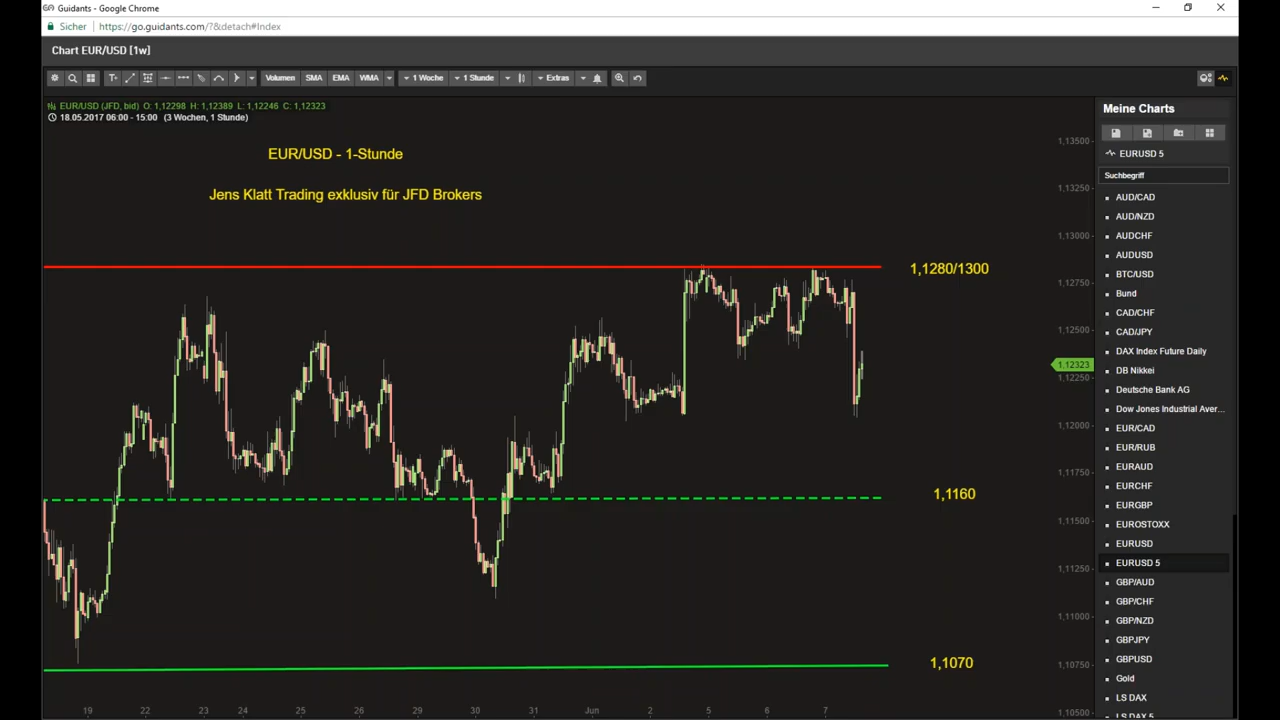 Guidants - Google Chrome
Sicher https://go.guidants.com/?&detach#Index
Chart EUR/USD [1w]
T+ Volumen SMA EMA WMA 1 Woche 1 Stunde Extras
EUR/USD (JFD, bid) O: 1,12298 H: 1,12389 L: 1,12246 C: 1,12323
18.05.2017 06:00 - 15:00 (3 Wochen, 1 Stunde)
EUR/USD - 1-Stunde
Jens Klatt Trading exklusiv für JFD Brokers
1,1280/1300
1,1160
1,1070
1,13500
1,13250
1,13000
1,12750
1,12500
1,12323
1,12250
1,12000
1,11750
1,11500
1,11250
1,11000
1,10750
1,10500
19 22 23 24 25 26 29 30 31 Jun 2 5 6 7
Meine Charts
EURUSD 5
Suchbegriff
AUD/CAD
AUD/NZD
AUDCHF
AUDUSD
BTC/USD
Bund
CAD/CHF
CAD/JPY
DAX Index Future Daily
DB Nikkei
Deutsche Bank AG
Dow Jones Industrial Aver...
EUR/CAD
EUR/RUB
EURAUD
EURCHF
EURGBP
EUROSTOXX
EURUSD
EURUSD 5
GBP/AUD
GBP/CHF
GBP/NZD
GBPJPY
GBPUSD
Gold
LS DAX
LS DAX 5